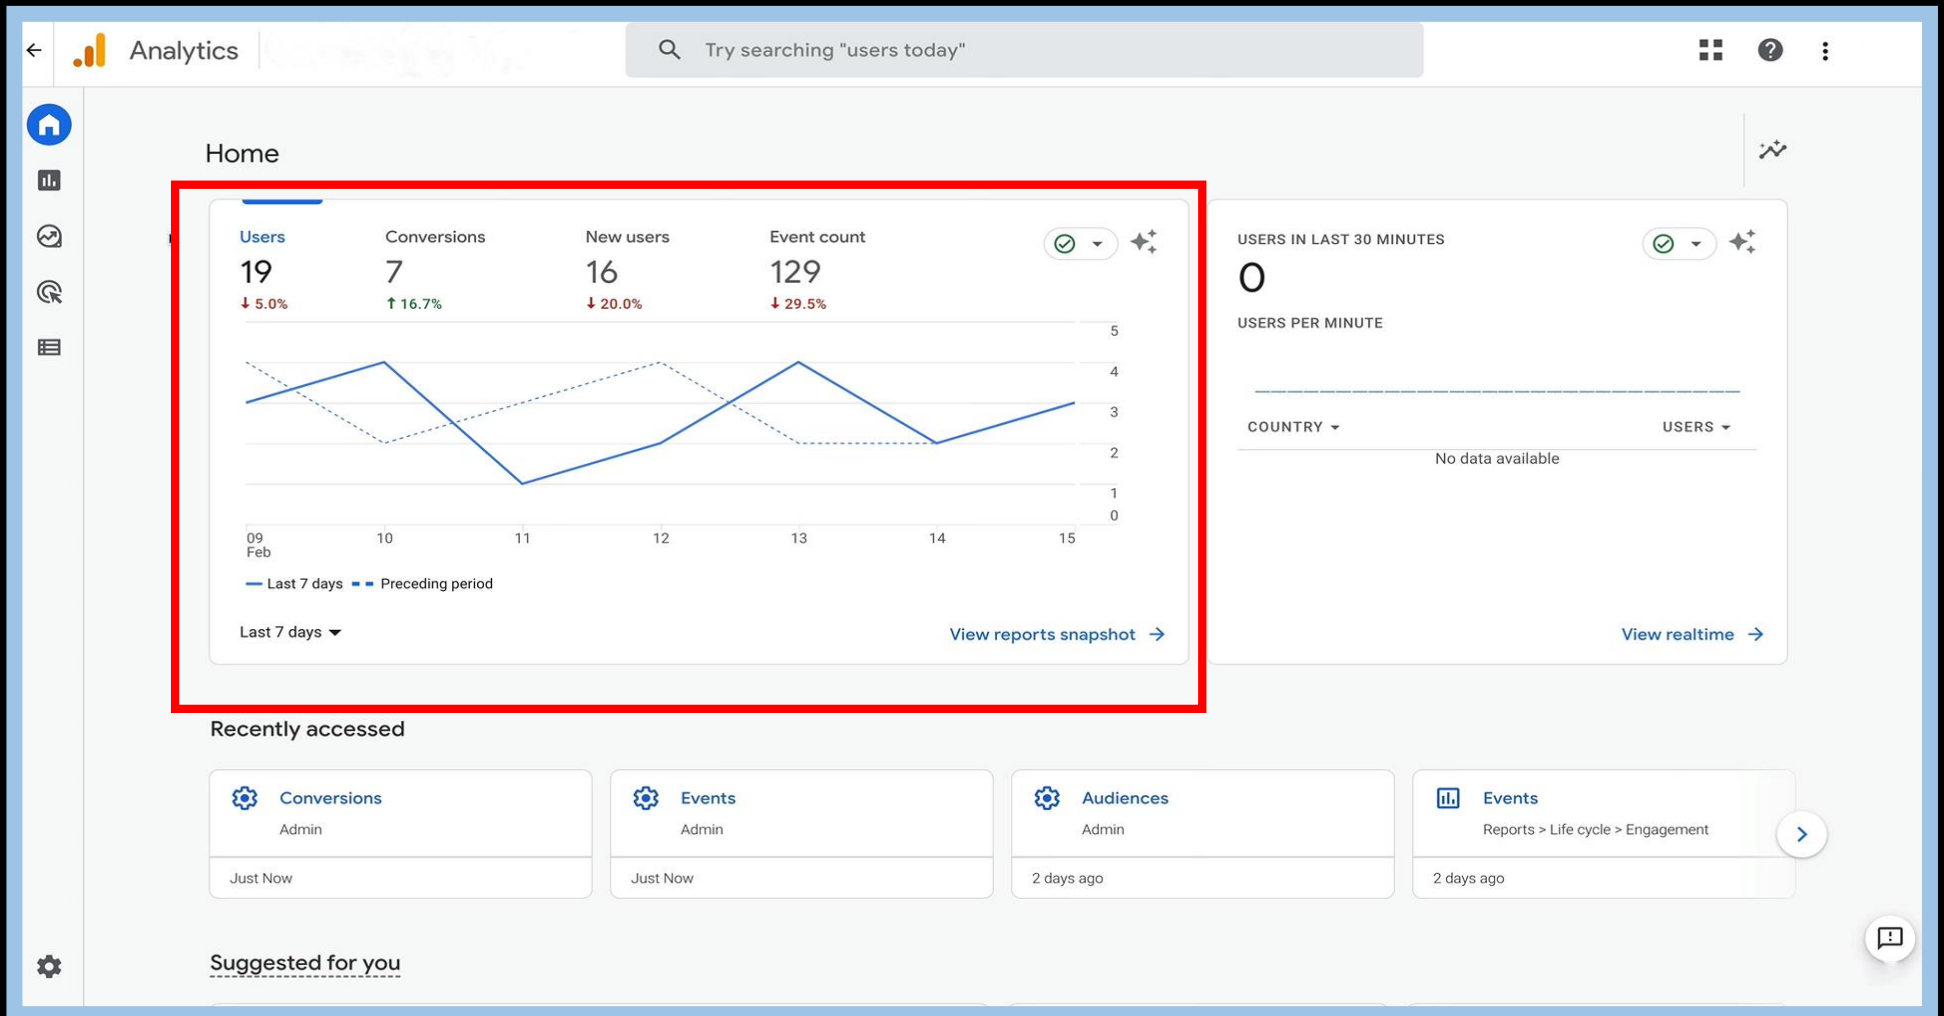 Analytics
Try searching "users today"
Home
Users
19
5.0%
Conversions
7
16.7%
New users
16
20.0%
Event count
129
29.5%
5
4
3
2
1
0
09 10 11 12 13 14 15
Feb
Last 7 days Preceding period
Last 7 days
View reports snapshot
USERS IN LAST 30 MINUTES
0
USERS PER MINUTE
COUNTRY USERS
No data available
View realtime
Recently accessed
Conversions
Admin
Just Now
Events
Admin
Just Now
Audiences
Admin
2 days ago
Events
Reports > Life cycle > Engagement
2 days ago
Suggested for you